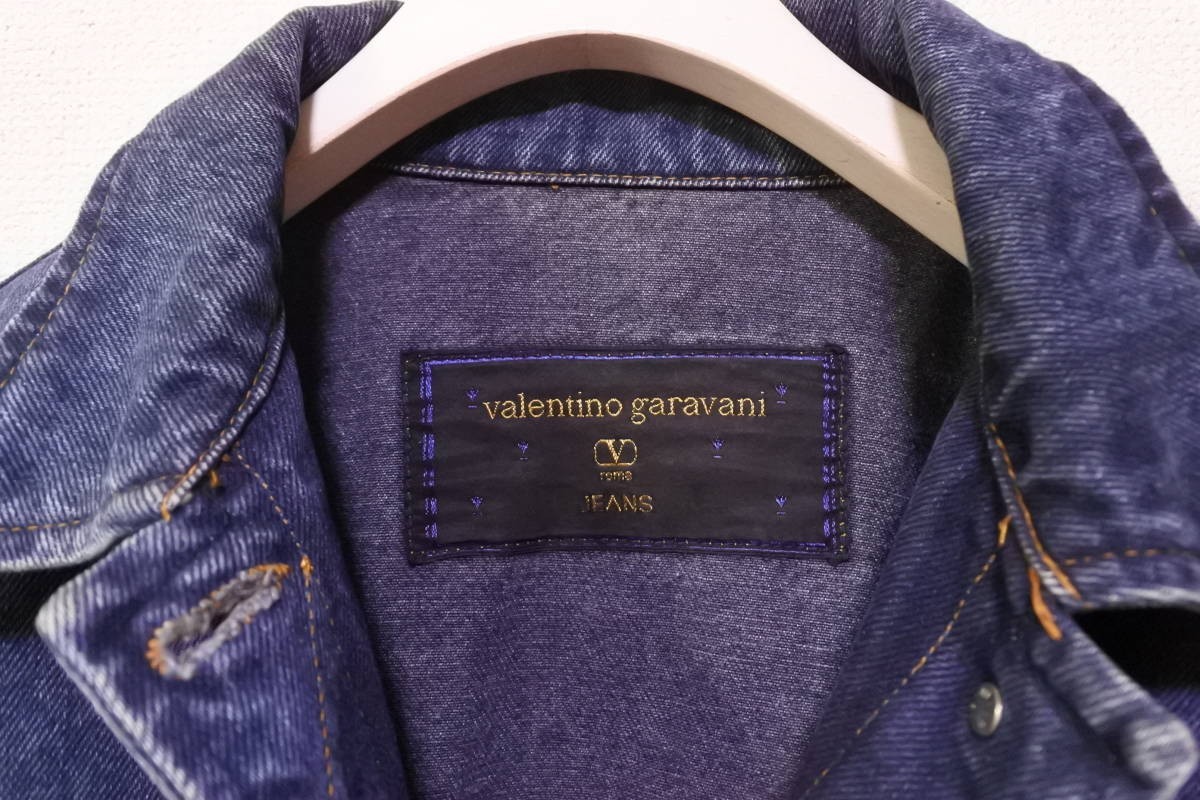 valentino garavani
V
roma
JEANS